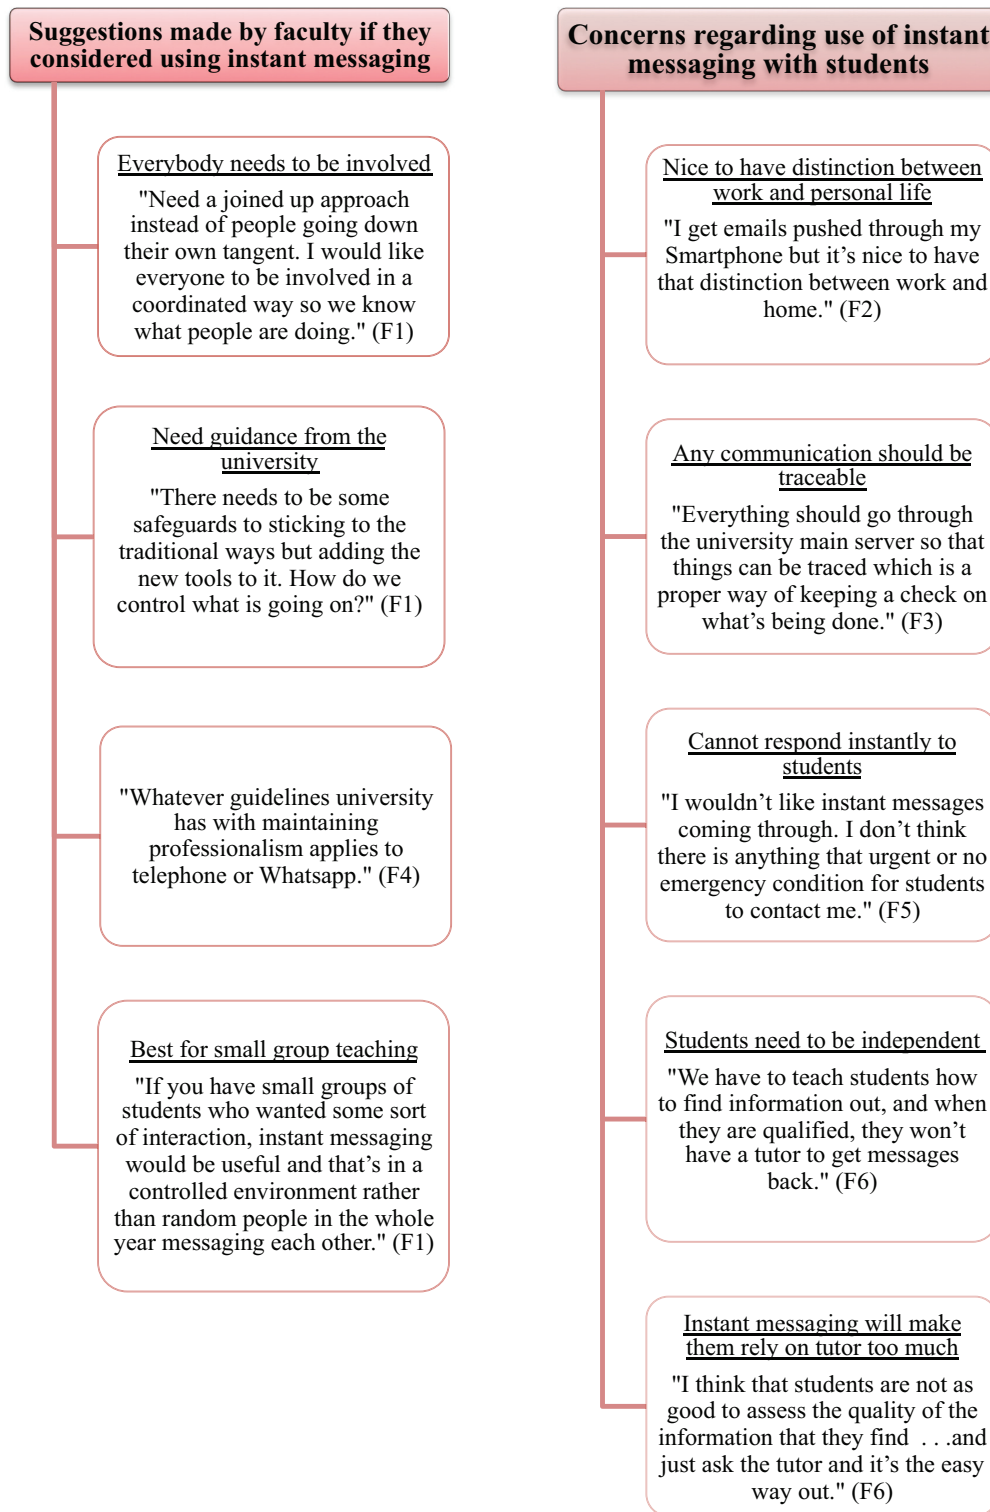 Suggestions made by faculty if they
considered using instant messaging
Everybody needs to be involved
"Need a joined up approach
instead of people going down
their own tangent. I would like
everyone to be involved in a
coordinated way so we know
what people are doing." (F1)
Need guidance from the
university
"There needs to be some
safeguards to sticking to the
traditional ways but adding the
new tools to it. How do we
control what is going on?" (F1)
"Whatever guidelines university
has with maintaining
professionalism applies to
telephone or Whatsapp." (F4)
Best for small group teaching
"If you have small groups of
students who wanted some sort
of interaction, instant messaging
would be useful and that's in a
controlled environment rather
than random people in the whole
year messaging each other." (F1)
Concerns regarding use of instant
messaging with students
Nice to have distinction between
work and personal life
"I get emails pushed through my
Smartphone but it’s nice to have
that distinction between work and
home." (F2)
Any communication should be
traceable
"Everything should go through
the university main server so that
things can be traced which is a
proper way of keeping a check on
what’s being done." (F3)
Cannot respond instantly to
students
"I wouldn’t like instant messages
coming through. I don’t think
there is anything that urgent or no
emergency condition for students
to contact me." (F5)
Students need to be independent
"We have to teach students how
to find information out, and when
they are qualified, they won’t
have a tutor to get messages
back." (F6)
Instant messaging will make
them rely on tutor too much
"I think that students are not as
good to assess the quality of the
information that they find . . .and
just ask the tutor and it’s the easy
way out." (F6)